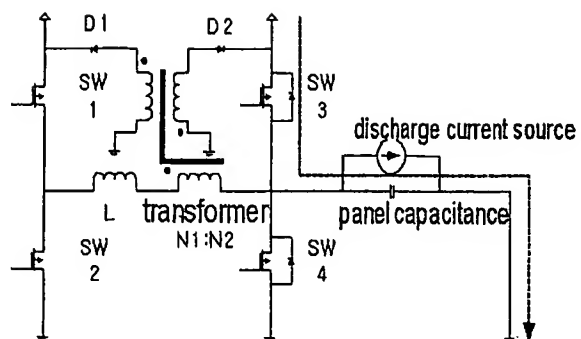 D1
D2
SW
1
SW
3
discharge current source
L
transformer
N1:N2
panel capacitance
SW
2
SW
4